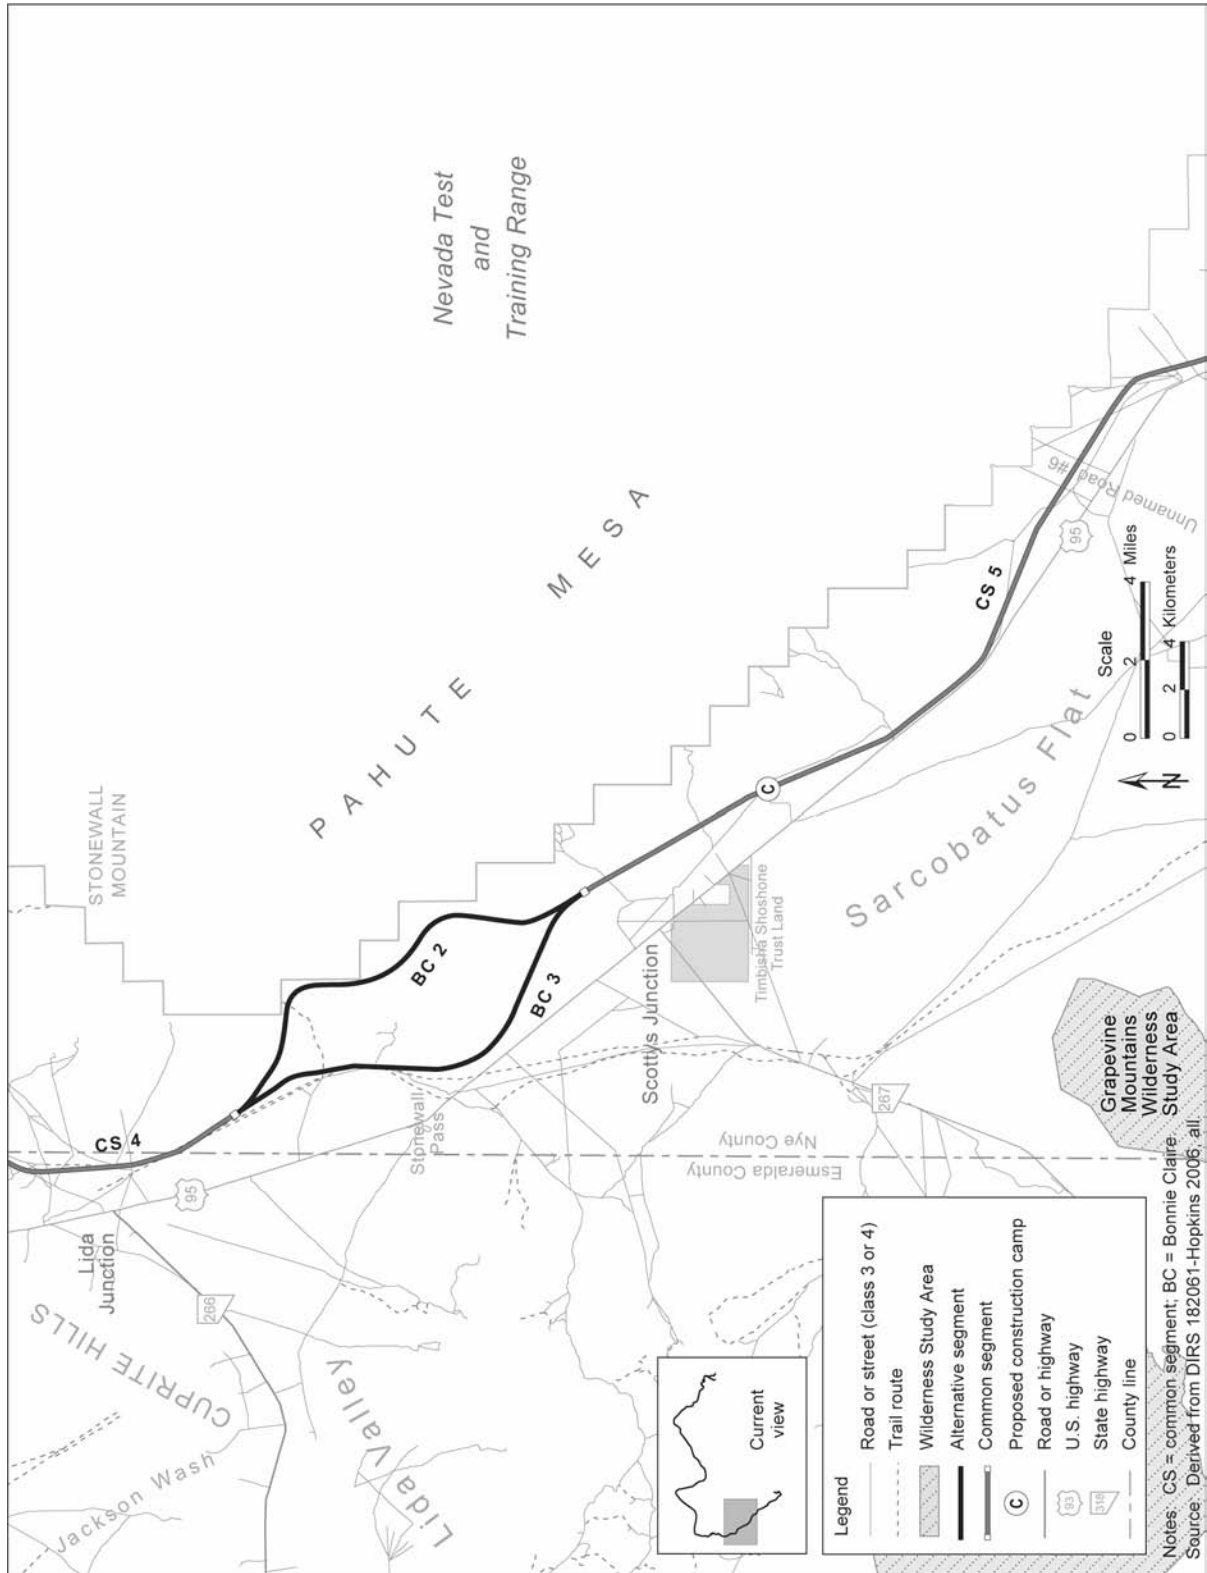 Nevada Test
and
Training Range
STONEWALL
MOUNTAIN
PAHUTE MESA
CS 4
BC 2
BC 3
CS 5
C
Lida
Junction
95
266
CUPRITE HILLS
Jackson Wash
Lida Valley
Stonewall
Pass
Scottys Junction
Timbisha Shoshone
Trust Land
Nye County
Esmeralda County
267
Sarcobatus Flat
95
Unnamed Road #6
Grapevine
Mountains
Wilderness
Study Area
Scale
0 2 4 Miles
0 2 4 Kilometers
N
Current
view
Legend
Road or street (class 3 or 4)
Trail route
Wilderness Study Area
Alternative segment
Common segment
C Proposed construction camp
Road or highway
93 U.S. highway
318 State highway
County line
Notes: CS = common segment; BC = Bonnie Claire.
Source: Derived from DIRS 182061-Hopkins 2006, all.